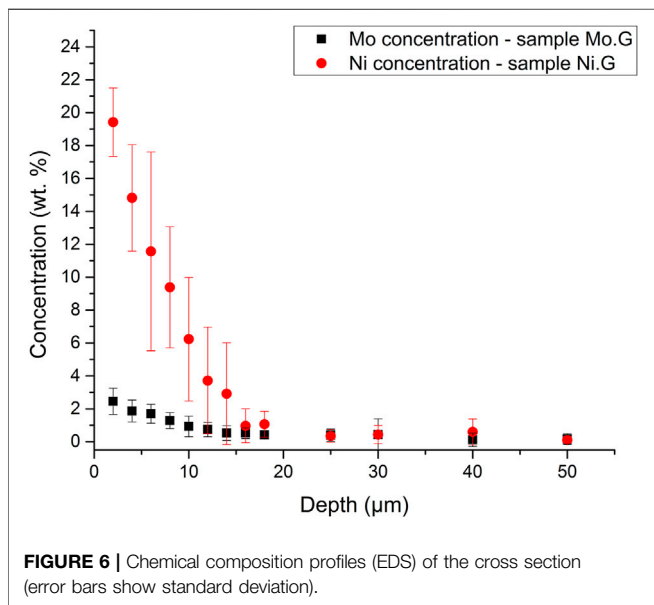 Mo concentration - sample Mo.G
Ni concentration - sample Ni.G
Concentration (wt. %)
24
22
20
18
16
14
12
10
8
6
4
2
0
0 10 20 30 40 50
Depth (µm)
FIGURE 6 | Chemical composition profiles (EDS) of the cross section
(error bars show standard deviation).